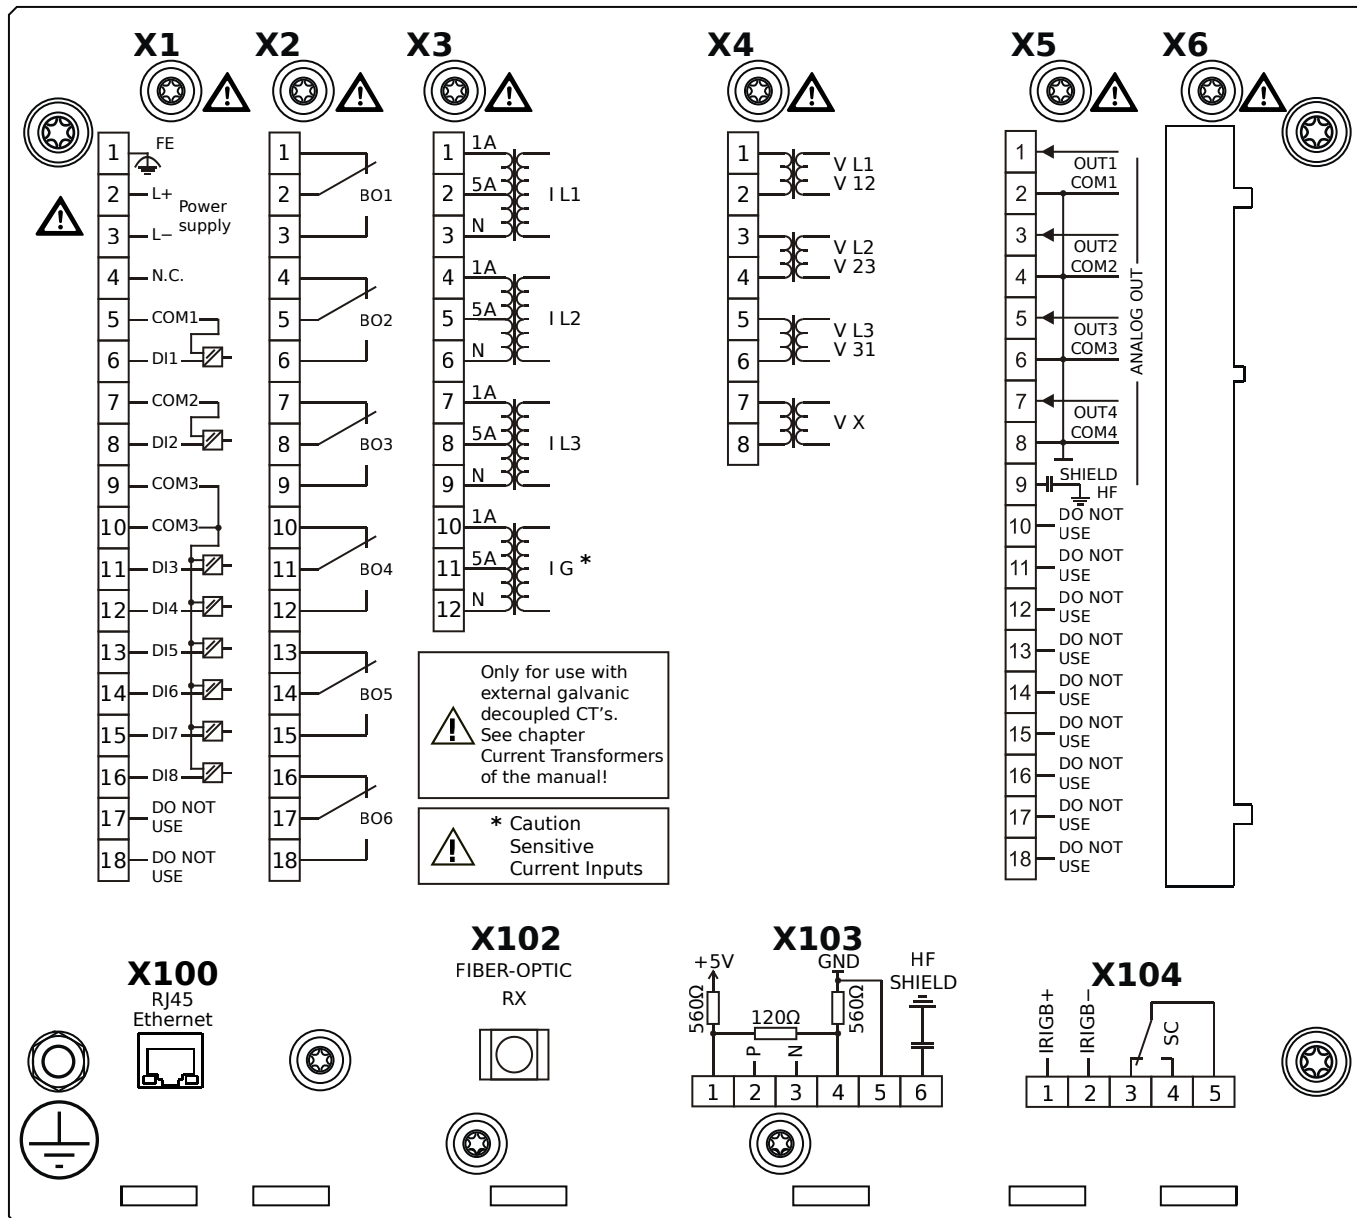 X1
X2
X3
X4
X5
X6
1
FE
2
L+
Power
supply
3
L−
4
N.C.
5
COM1
6
DI1
7
COM2
8
DI2
9
COM3
10
COM3
11
DI3
12
DI4
13
DI5
14
DI6
15
DI7
16
DI8
17
DO NOT
USE
18
DO NOT
USE
1
2
BO1
3
4
5
BO2
6
7
8
BO3
9
10
11
BO4
12
13
14
BO5
15
16
17
BO6
18
1
1A
2
5A
I L1
3
N
4
1A
5
5A
I L2
6
N
7
1A
8
5A
I L3
9
N
10
1A
11
5A
I G *
12
N
Only for use with
external galvanic
decoupled CT's.
See chapter
Current Transformers
of the manual!
* Caution
Sensitive
Current Inputs
1
V L1
2
V 12
3
V L2
4
V 23
5
V L3
6
V 31
7
V X
8
1
OUT1
COM1
2
3
OUT2
COM2
4
5
OUT3
COM3
6
7
OUT4
COM4
8
ANALOG OUT
9
SHIELD
HF
10
DO NOT
USE
11
DO NOT
USE
12
DO NOT
USE
13
DO NOT
USE
14
DO NOT
USE
15
DO NOT
USE
16
DO NOT
USE
17
DO NOT
USE
18
DO NOT
USE
X100
RJ45
Ethernet
X102
FIBER-OPTIC
RX
X103
+5V
GND
HF
SHIELD
560Ω
120Ω
560Ω
P
N
1 2 3 4 5 6
X104
IRIGB+
IRIGB−
SC
1 2 3 4 5